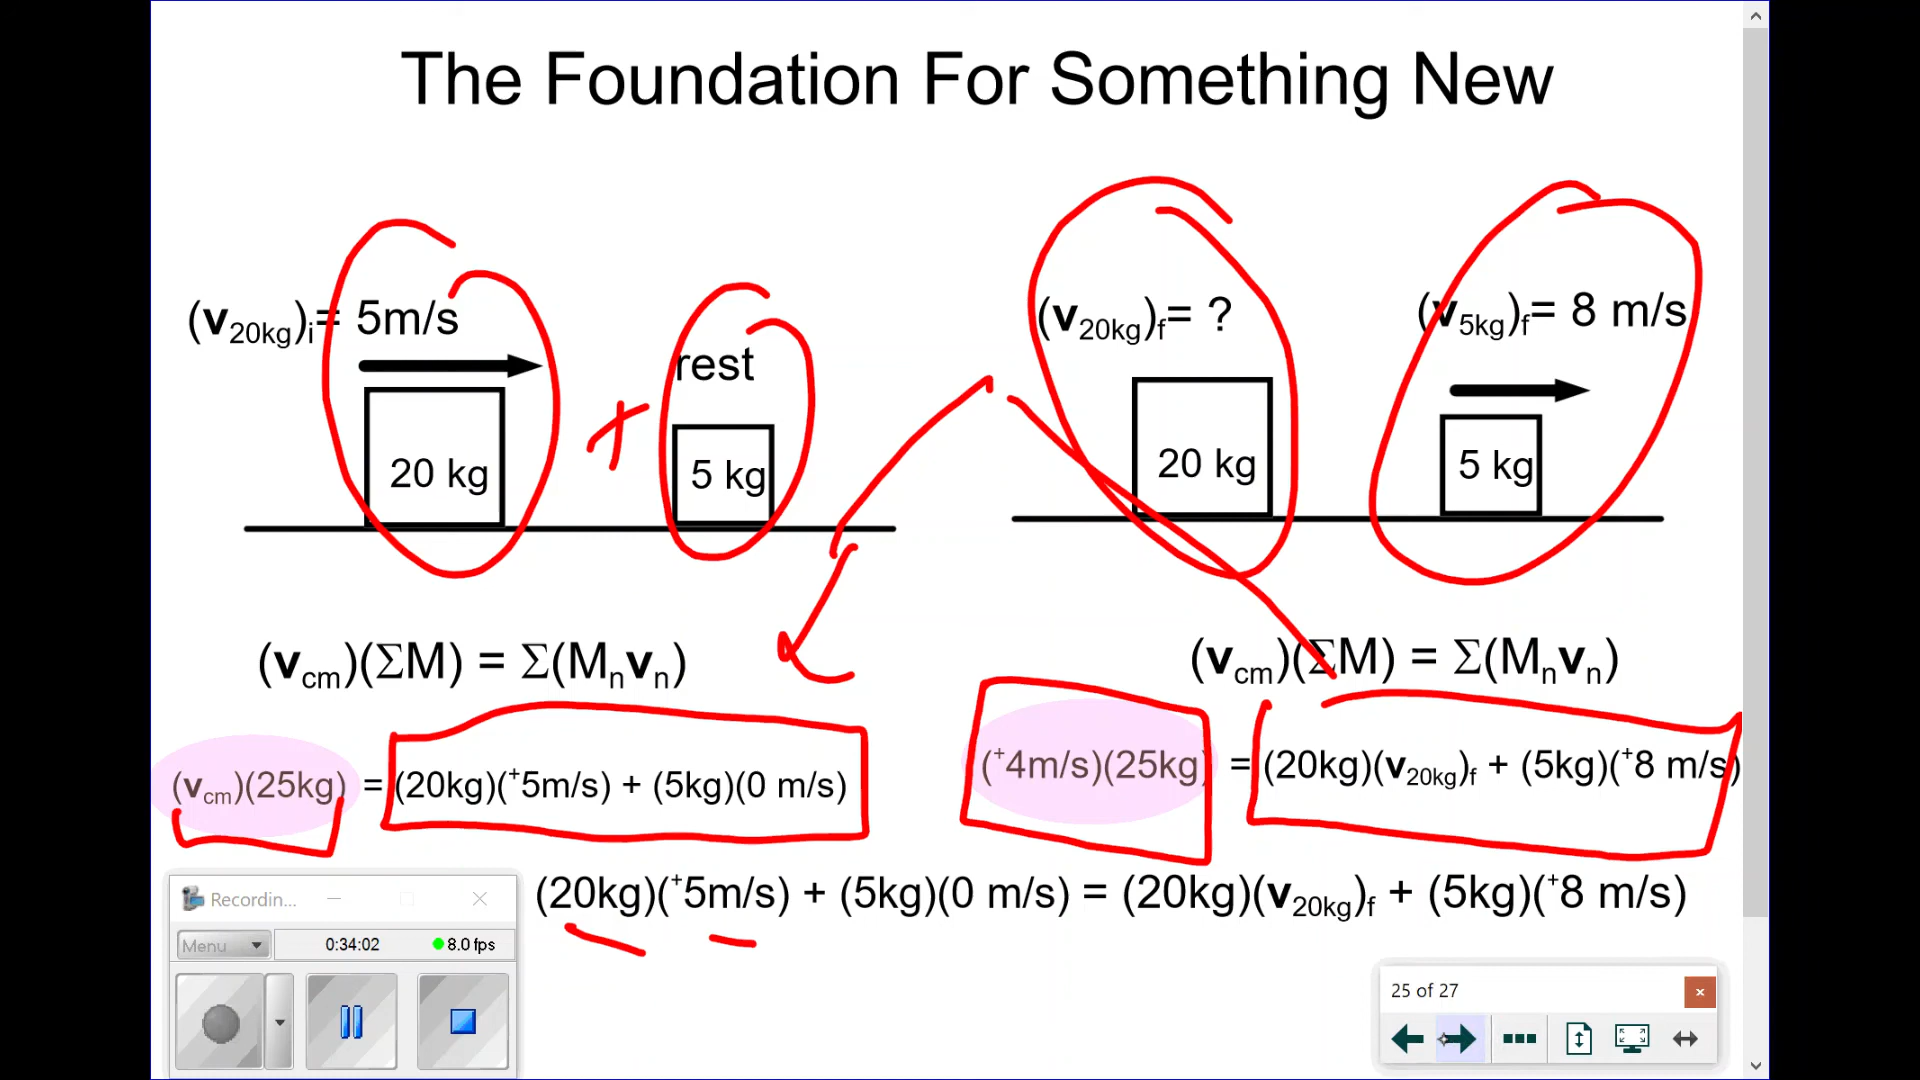 The Foundation For Something New
(v20kg)i= 5m/s
rest
(v20kg)f= ?
(v5kg)f= 8 m/s
20 kg
+
5 kg
20 kg
5 kg
(vcm)(ΣM) = Σ(Mnvn)
(vcm)(ΣM) = Σ(Mnvn)
(vcm)(25kg) = (20kg)(+5m/s) + (5kg)(0 m/s)
(+4m/s)(25kg) = (20kg)(v20kg)f + (5kg)(+8 m/s)
(20kg)(+5m/s) + (5kg)(0 m/s) = (20kg)(v20kg)f + (5kg)(+8 m/s)
Recordin...
Menu
0:34:02
8.0 fps
25 of 27